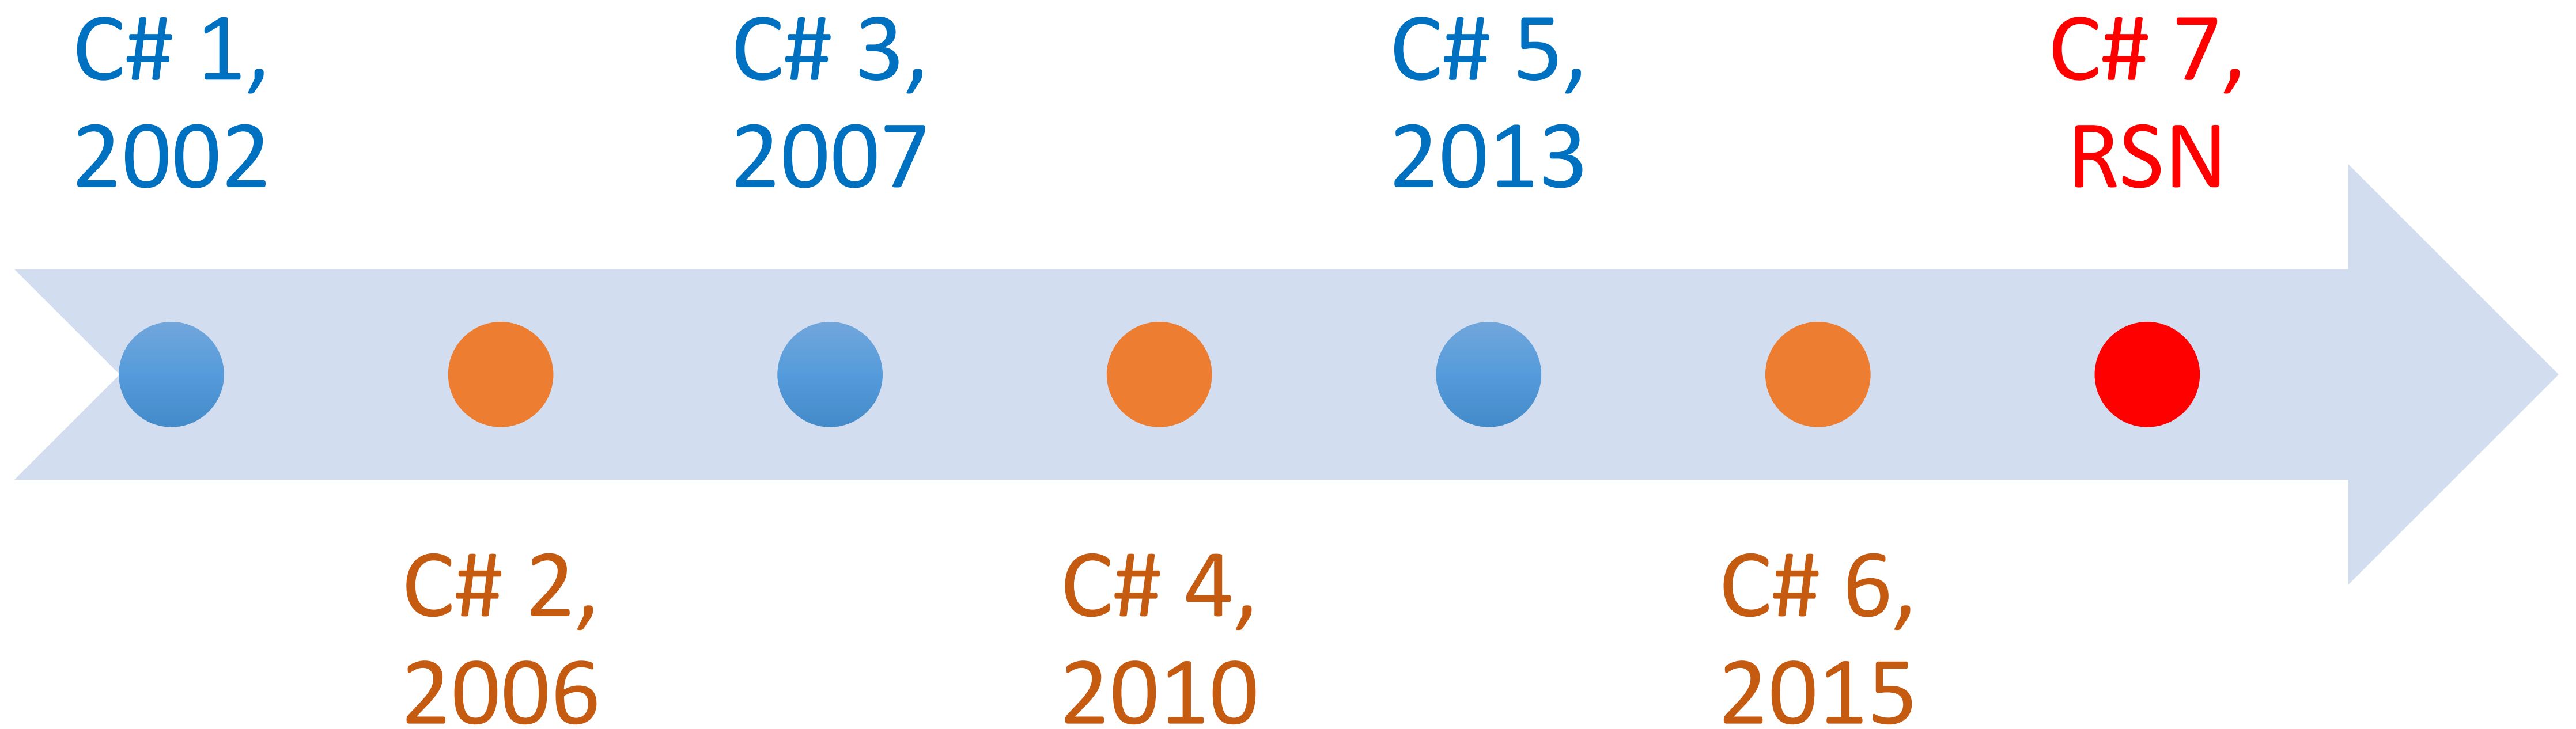 C# 1,
2002
C# 2,
2006
C# 3,
2007
C# 4,
2010
C# 5,
2013
C# 6,
2015
C# 7,
RSN